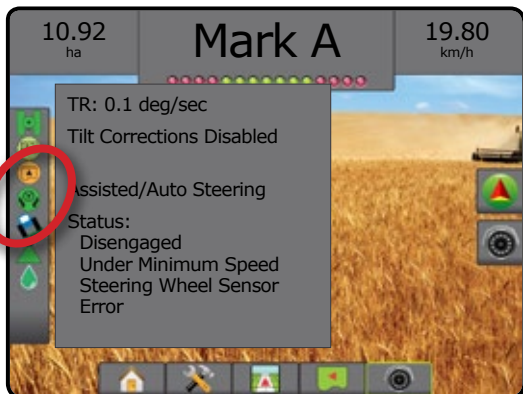 10.92
ha
Mark A
19.80
km/h
TR: 0.1 deg/sec
Tilt Corrections Disabled
Assisted/Auto Steering
Status:
Disengaged
Under Minimum Speed
Steering Wheel Sensor
Error